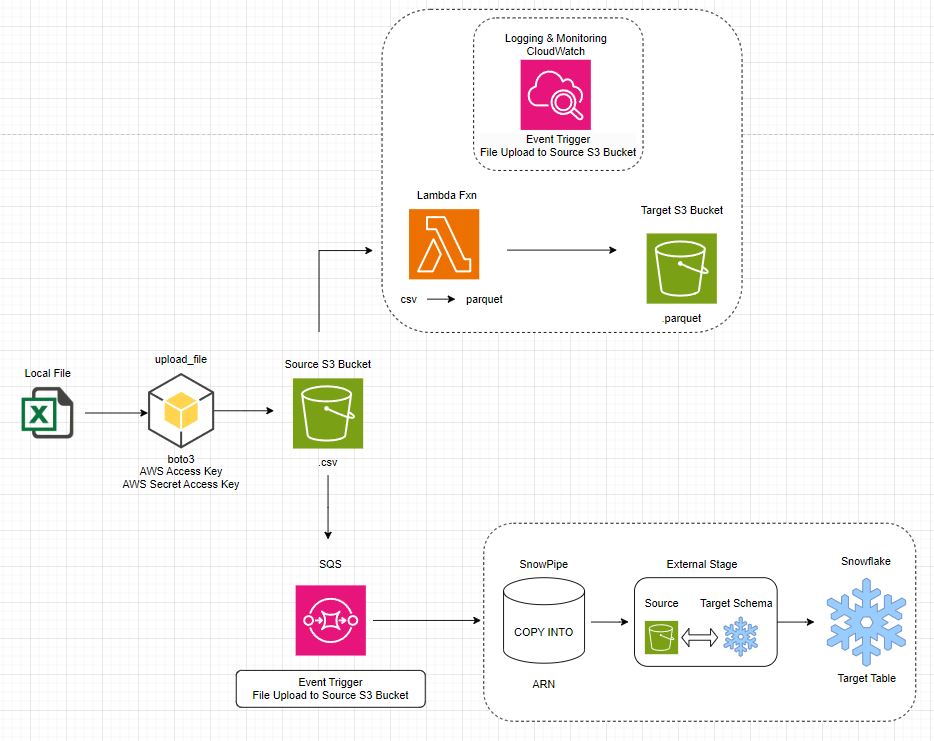 Logging & Monitoring
CloudWatch
Event Trigger
File Upload to Source S3 Bucket
Lambda Fxn
Target S3 Bucket
csv
parquet
.parquet
Local File
X
upload_file
boto3
AWS Access Key
AWS Secret Access Key
Source S3 Bucket
.csv
SQS
Event Trigger
File Upload to Source S3 Bucket
SnowPipe
COPY INTO
ARN
External Stage
Source
Target Schema
Snowflake
Target Table